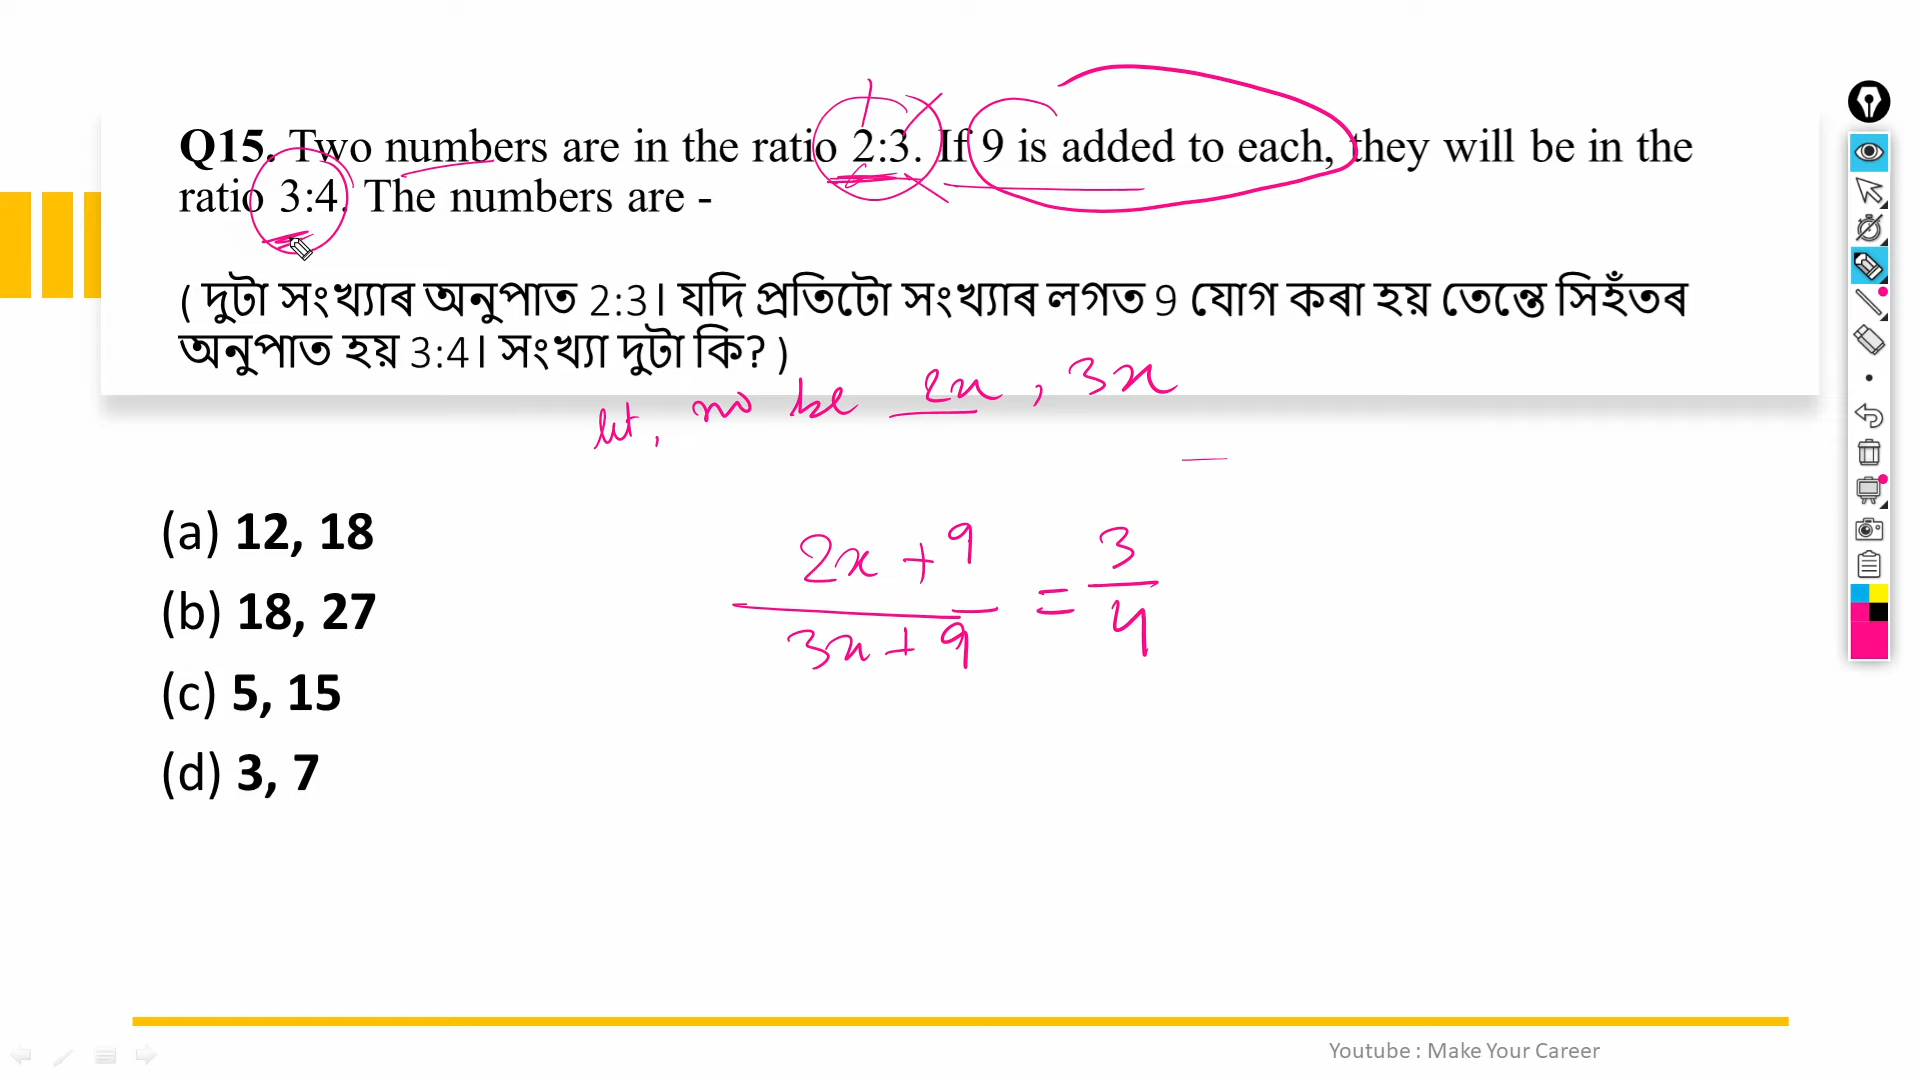 Q15. Two numbers are in the ratio 2:3. If 9 is added to each, they will be in the
ratio 3:4. The numbers are -
( দুটা সংখ্যাৰ অনুপাত 2:3। যদি প্ৰতিটো সংখ্যাৰ লগত 9 যোগ কৰা হয় তেন্তে সিহঁতৰ
অনুপাত হয় 3:4। সংখ্যা দুটা কি? )
let, no be 2x, 3x
(a) 12, 18
(b) 18, 27
(c) 5, 15
(d) 3, 7
2x + 9
3x + 9
=
3
4
Youtube : Make Your Career